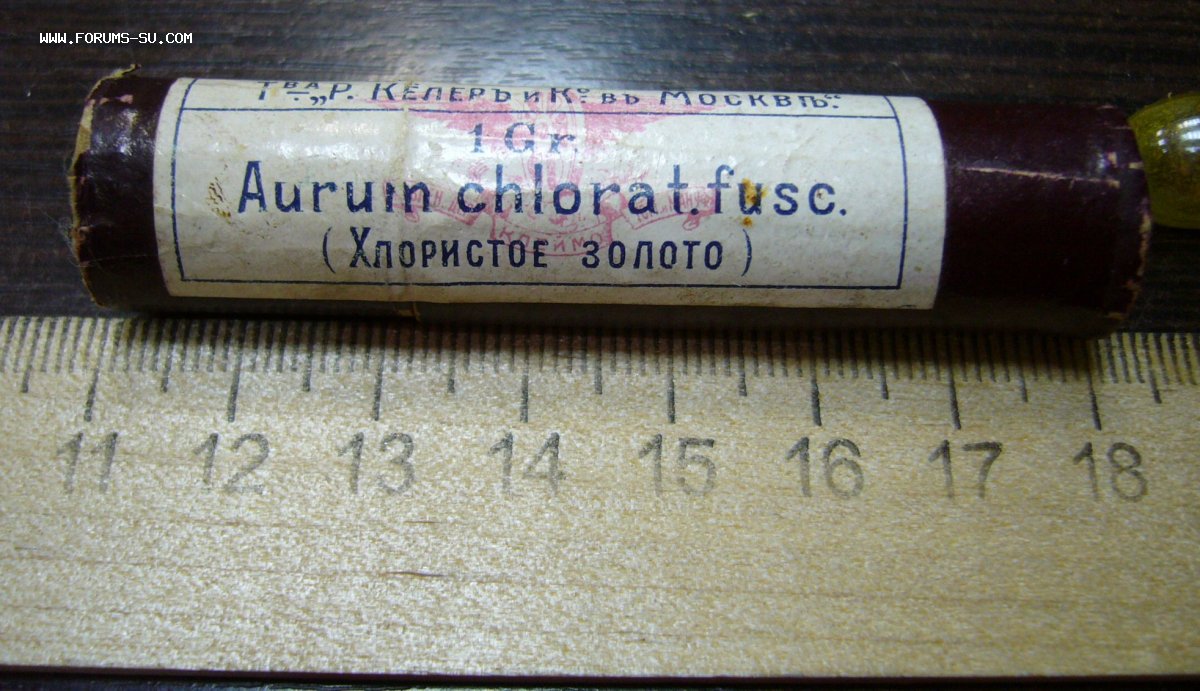 WWW.FORUMS-SU.COM
Т-ВА „Р. КЕЛЕРЪ и Ко. ВЪ МОСКВѢ.“
1 Gr.
Aurum chlorat. fusc.
(ХЛОРИСТОЕ ЗОЛОТО)
11 12 13 14 15 16 17 18